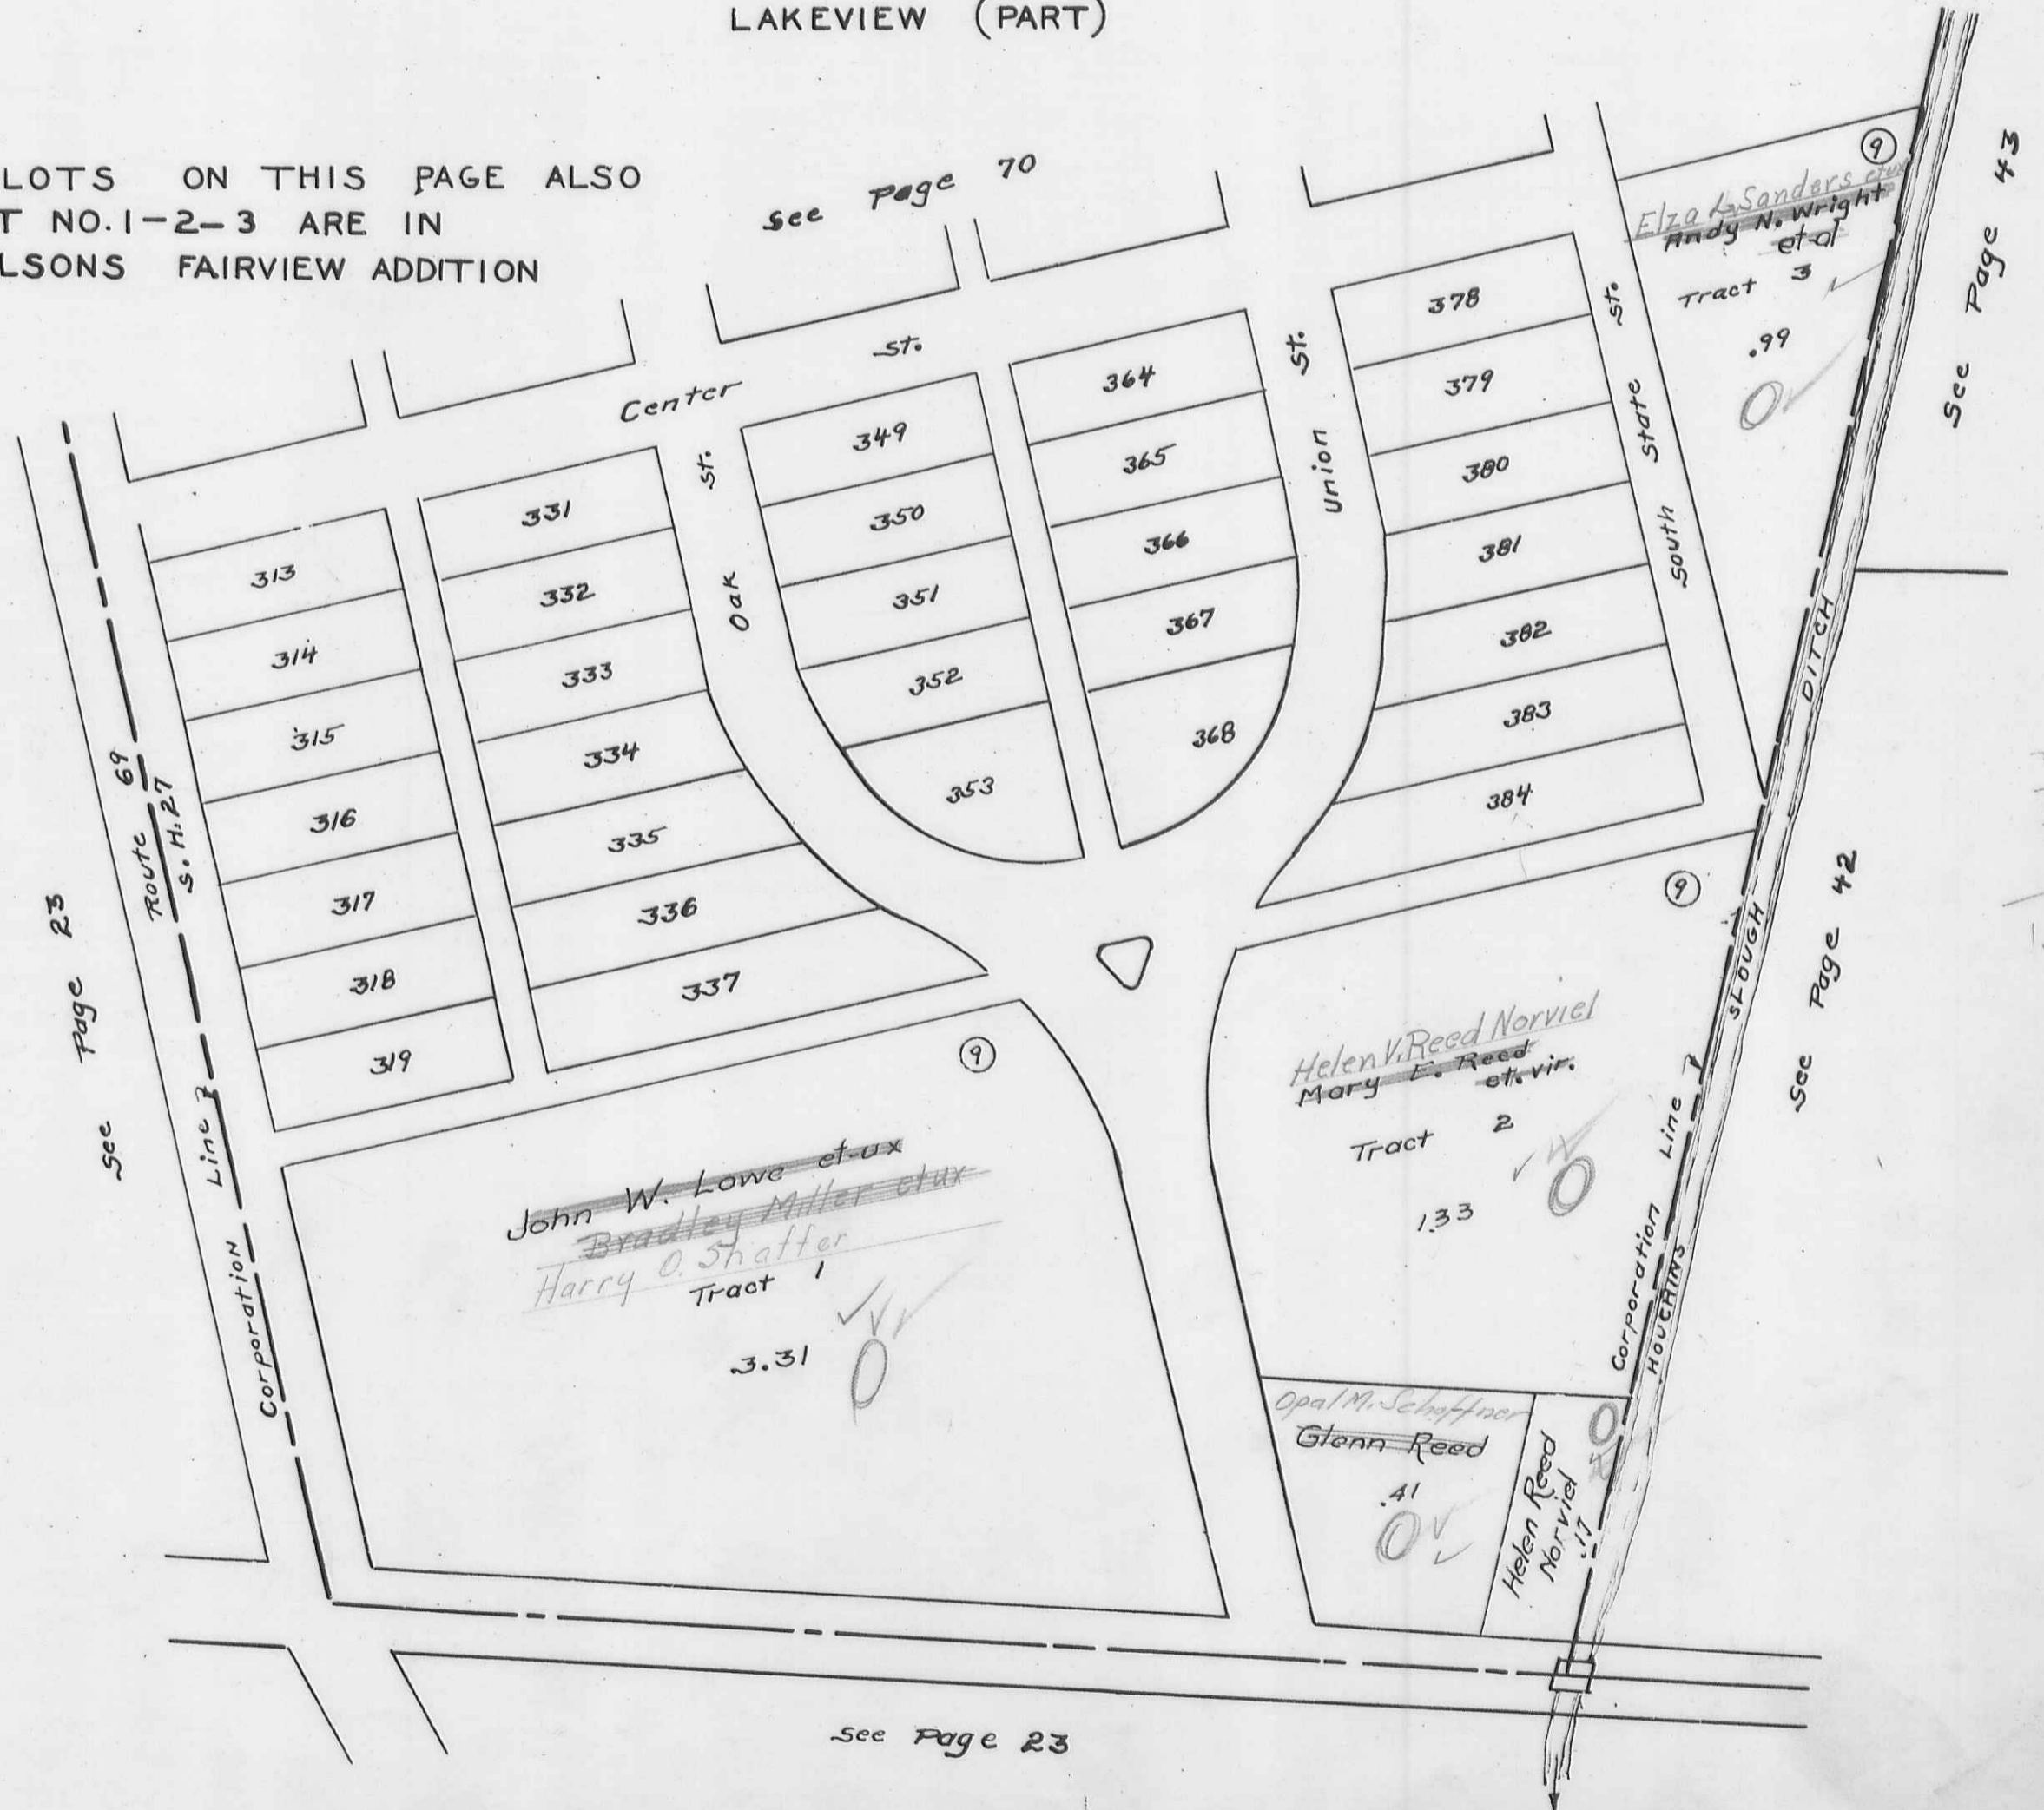 LAKEVIEW (PART)
LOTS ON THIS PAGE ALSO
T NO. 1-2-3 ARE IN
LSONS FAIRVIEW ADDITION
See Page 70
See Page 43
9
Elza L. Sanders etux
Andy N. Wright
et-al
Tract 3
.99
Center St.
Oak St.
Union St.
South State St.
313
314
315
316
317
318
319
331
332
333
334
335
336
337
349
350
351
352
353
364
365
366
367
368
378
379
380
381
382
383
384
Route 69
S.H. 27
See Page 23
Corporation Line
9
John W. Lowe et-ux
Bradley Miller etux
Harry O. Shaffer
Tract 1
3.31
9
Helen V. Reed Norviel
Mary E. Reed
et. vir.
Tract 2
1.33
Opal M. Schaffner
Glenn Reed
.41
Helen Reed
Norviel
.17
Corporation Line
HOUCHINS SLOUGH DITCH
See Page 42
See Page 23